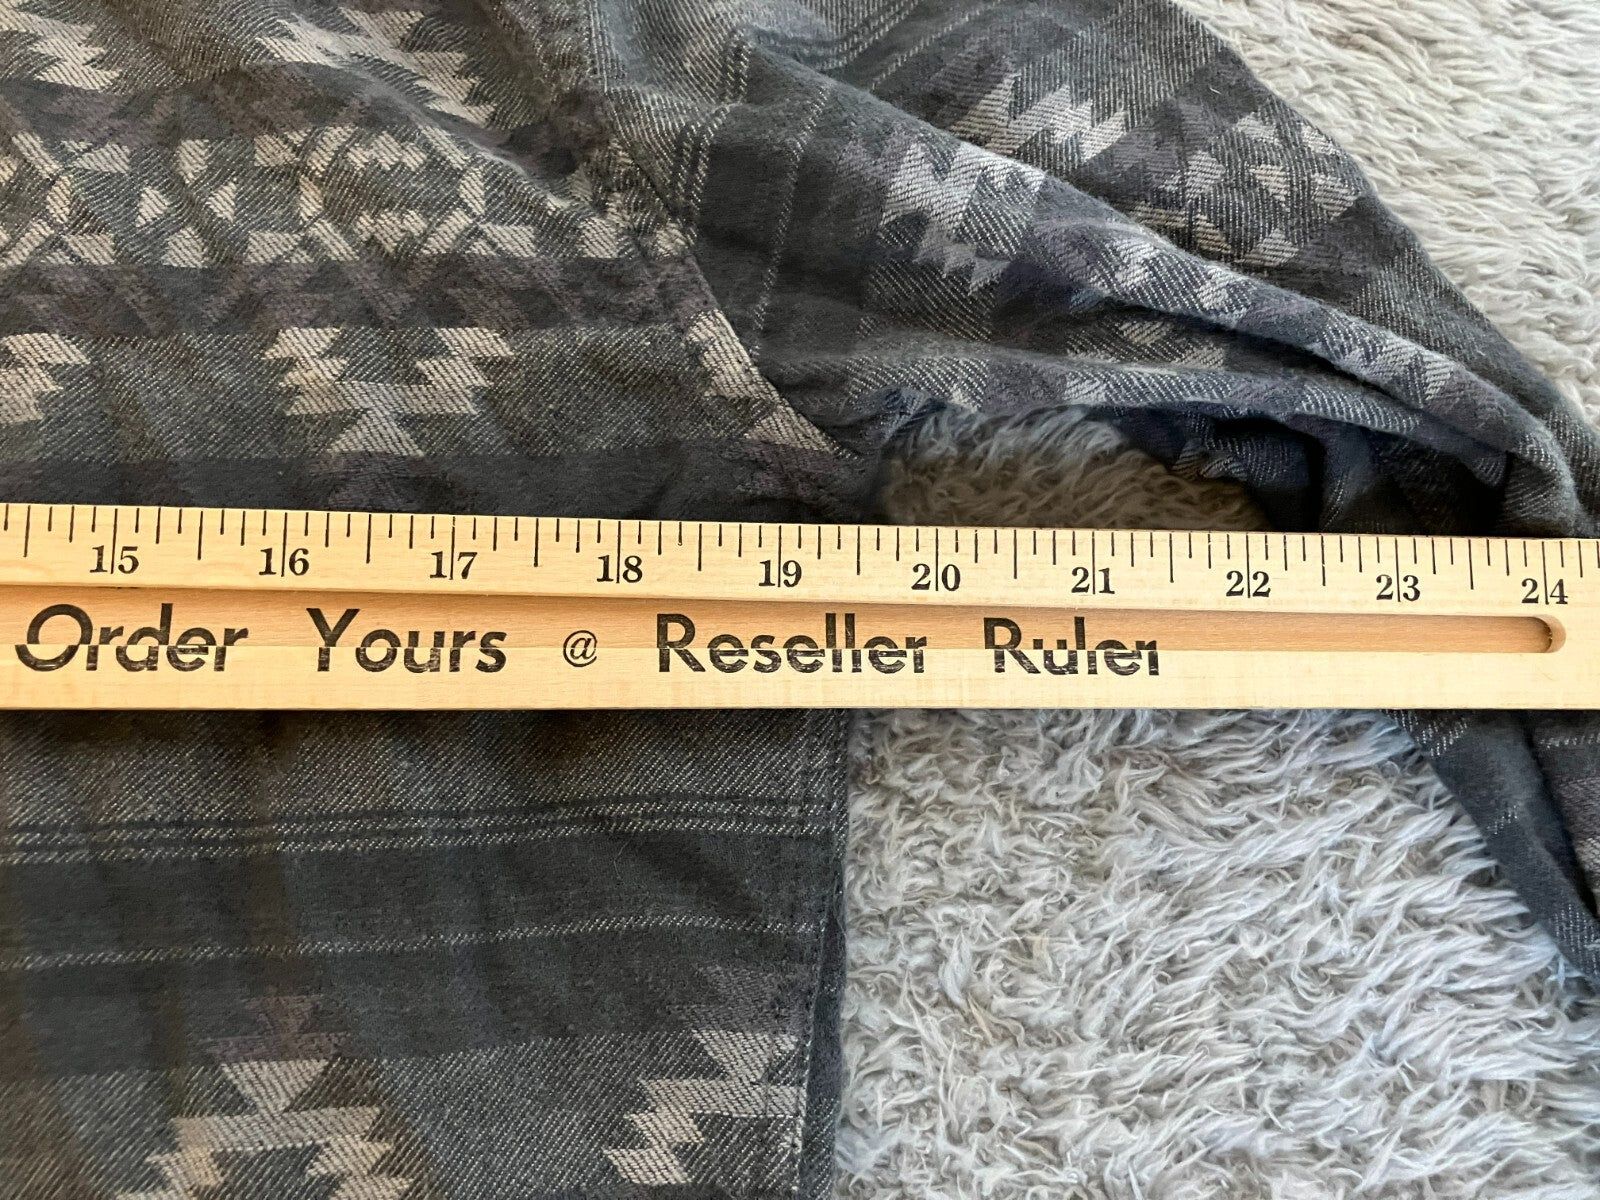 15 16 17 18 19 20 21 22 23 24
Order Yours @ Reseller Ruler